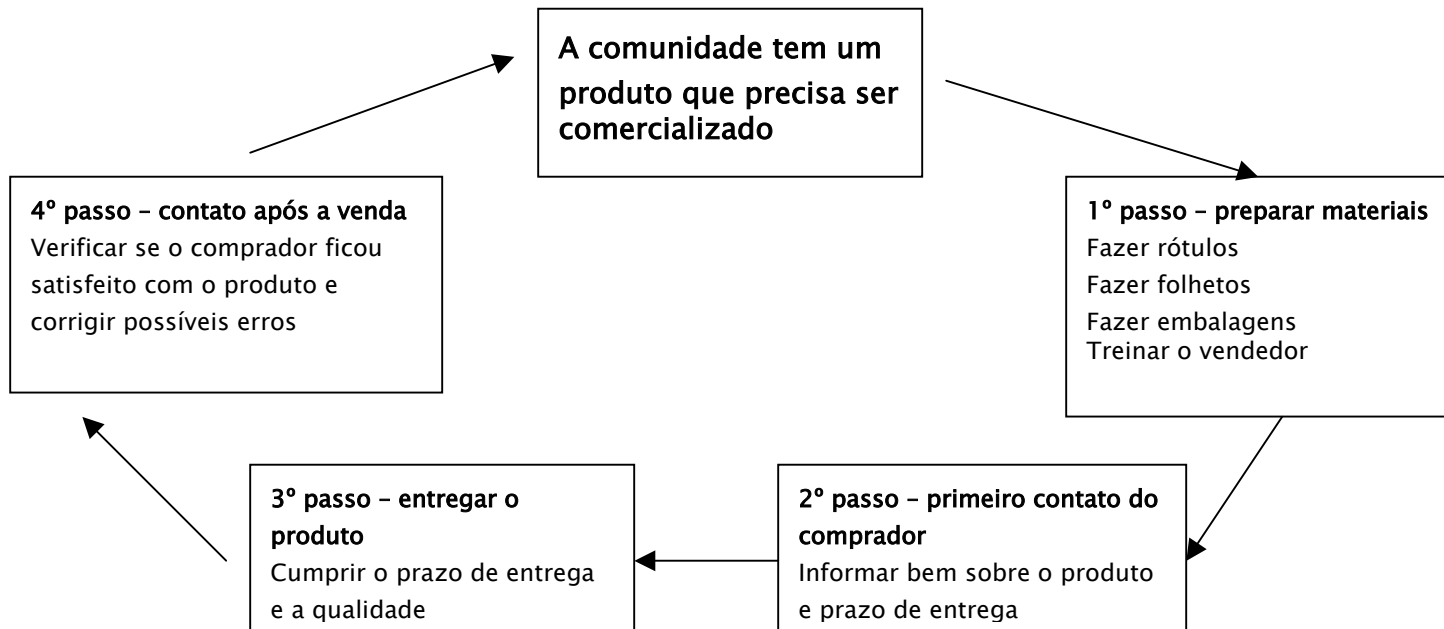 A comunidade tem um
produto que precisa ser
comercializado
1º passo – preparar materiais
Fazer rótulos
Fazer folhetos
Fazer embalagens
Treinar o vendedor
2º passo – primeiro contato do
comprador
Informar bem sobre o produto
e prazo de entrega
3º passo – entregar o
produto
Cumprir o prazo de entrega
e a qualidade
4º passo – contato após a venda
Verificar se o comprador ficou
satisfeito com o produto e
corrigir possíveis erros